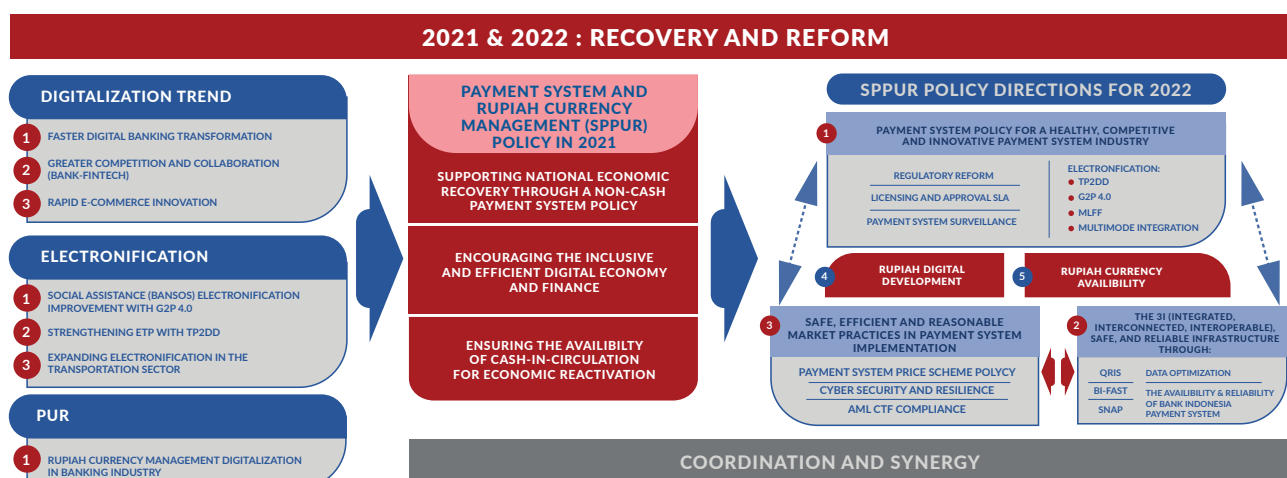 2021 & 2022 : RECOVERY AND REFORM
DIGITALIZATION TREND
1 FASTER DIGITAL BANKING TRANSFORMATION
2 GREATER COMPETITION AND COLLABORATION
(BANK-FINTECH)
3 RAPID E-COMMERCE INNOVATION
ELECTRONIFICATION
1 SOCIAL ASSISTANCE (BANSOS) ELECTRONIFICATION
IMPROVEMENT WITH G2P 4.0
2 STRENGTHENING ETP WITH TP2DD
3 EXPANDING ELECTRONIFICATION IN THE
TRANSPORTATION SECTOR
PUR
1 RUPIAH CURRENCY MANAGEMENT DIGITALIZATION
IN BANKING INDUSTRY
PAYMENT SYSTEM AND
RUPIAH CURRENCY
MANAGEMENT (SPPUR)
POLICY IN 2021
SUPPORTING NATIONAL ECONOMIC
RECOVERY THROUGH A NON-CASH
PAYMENT SYSTEM POLICY
ENCOURAGING THE INCLUSIVE
AND EFFICIENT DIGITAL ECONOMY
AND FINANCE
ENSURING THE AVAILIBILTY
OF CASH-IN-CIRCULATION
FOR ECONOMIC REACTIVATION
SPPUR POLICY DIRECTIONS FOR 2022
1 PAYMENT SYSTEM POLICY FOR A HEALTHY, COMPETITIVE
AND INNOVATIVE PAYMENT SYSTEM INDUSTRY
REGULATORY REFORM
LICENSING AND APPROVAL SLA
PAYMENT SYSTEM SURVEILLANCE
ELECTRONFICATION:
• TP2DD
• G2P 4.0
• MLFF
• MULTIMODE INTEGRATION
4 RUPIAH DIGITAL
DEVELOPMENT
5 RUPIAH CURRENCY
AVAILIBILITY
3 SAFE, EFFICIENT AND REASONABLE
MARKET PRACTICES IN PAYMENT SYSTEM
IMPLEMENTATION
PAYMENT SYSTEM PRICE SCHEME POLYCY
CYBER SECURITY AND RESILIENCE
AML CTF COMPLIANCE
2 THE 3I (INTEGRATED,
INTERCONNECTED, INTEROPERABLE),
SAFE, AND RELIABLE INFRASTRUCTURE
THROUGH:
QRIS
BI-FAST
SNAP
DATA OPTIMIZATION
THE AVAILIBILITY & RELIABILITY
OF BANK INDONESIA
PAYMENT SYSTEM
COORDINATION AND SYNERGY